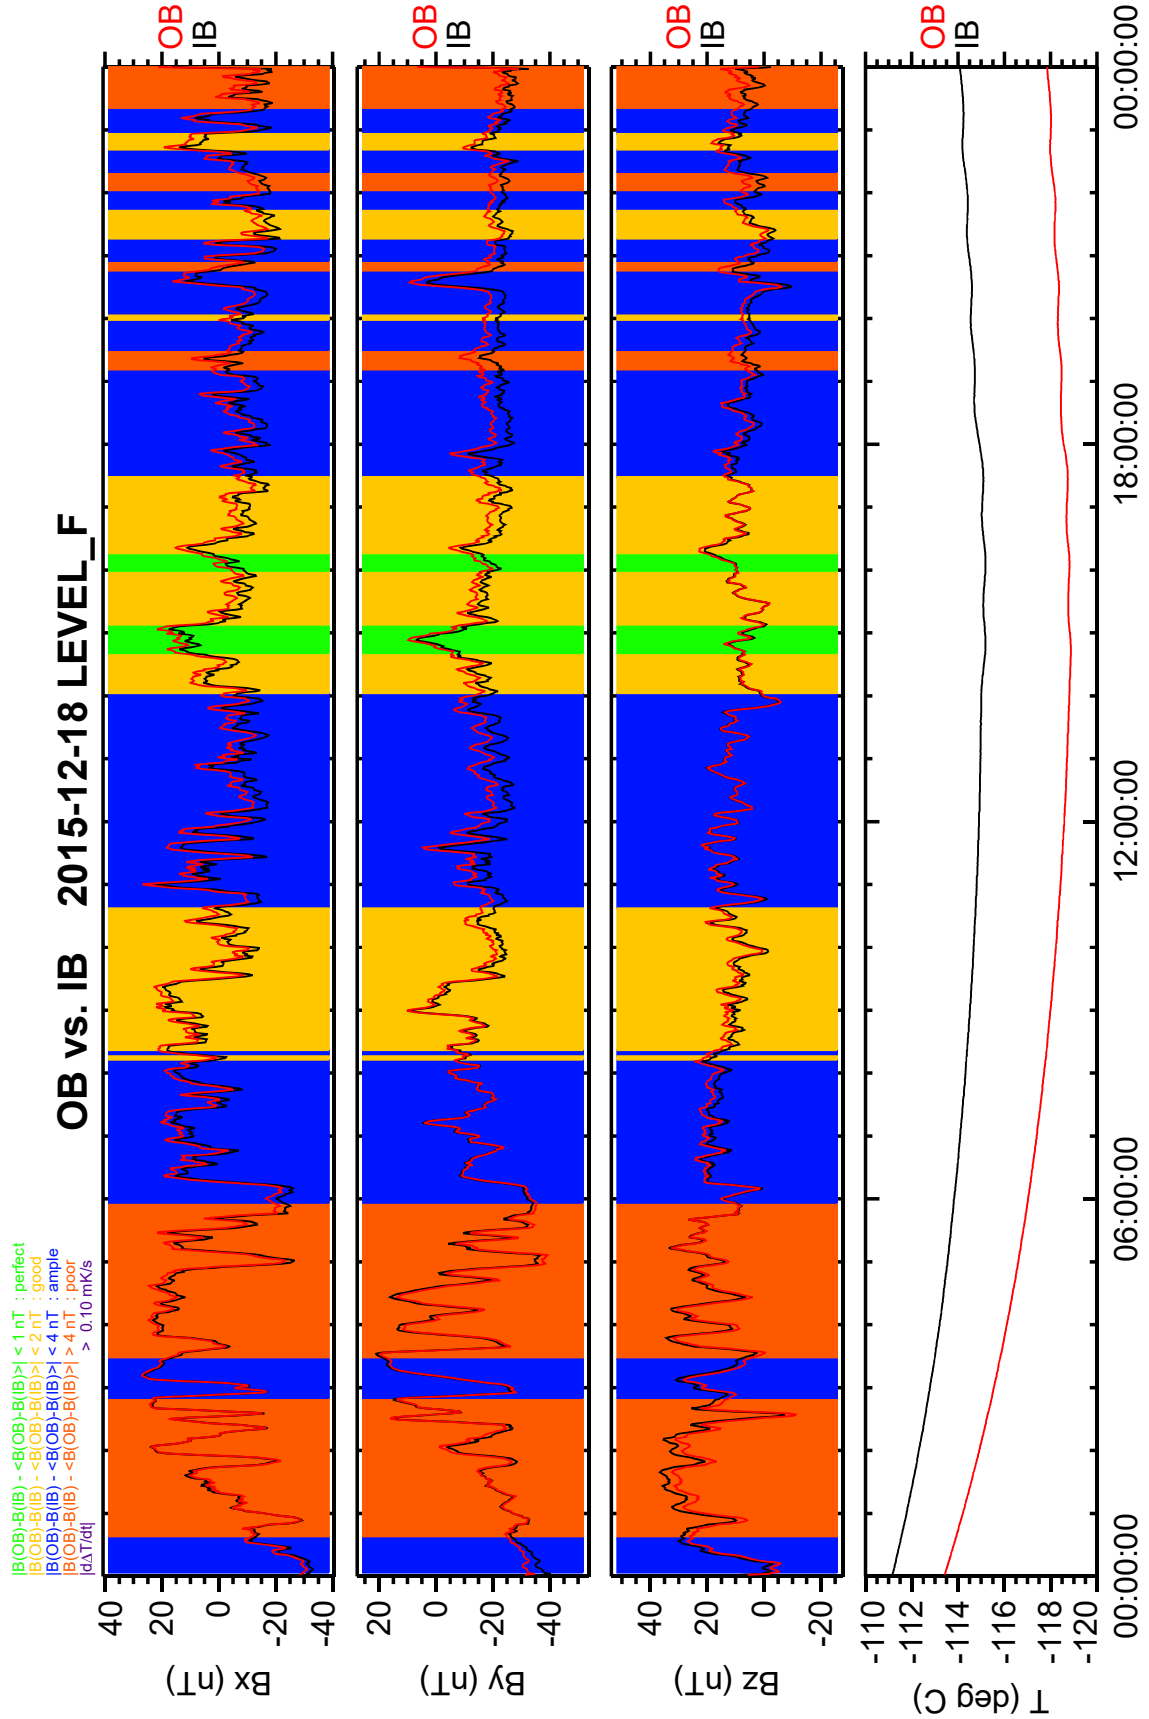 OB vs. IB 2015-12-18 LEVEL_F
|B(OB)-B(IB) - <B(OB)-B(IB)>| < 1 nT : perfect
|B(OB)-B(IB) - <B(OB)-B(IB)>| < 2 nT : good
|B(OB)-B(IB) - <B(OB)-B(IB)>| < 4 nT : ample
|B(OB)-B(IB) - <B(OB)-B(IB)>| > 4 nT : poor
|dΔT/dt| > 0.10 mK/s
Bx (nT)
40
20
0
-20
-40
OB
IB
By (nT)
20
0
-20
-40
OB
IB
Bz (nT)
40
20
0
-20
OB
IB
T (deg C)
-110
-112
-114
-116
-118
-120
OB
IB
00:00:00 06:00:00 12:00:00 18:00:00 00:00:00